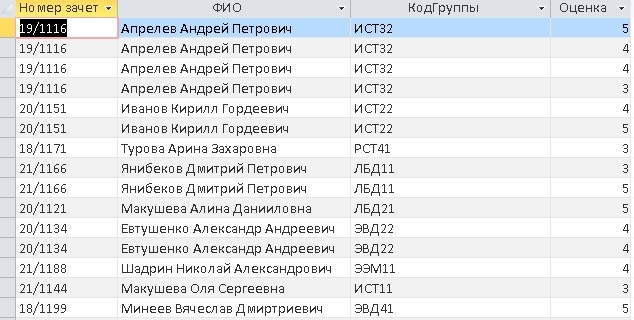 Номер зачет ФИО КодГруппы Оценка
19/1116 Апрелев Андрей Петрович ИСТ32 5
19/1116 Апрелев Андрей Петрович ИСТ32 4
19/1116 Апрелев Андрей Петрович ИСТ32 4
19/1116 Апрелев Андрей Петрович ИСТ32 3
20/1151 Иванов Кирилл Гордеевич ИСТ22 4
20/1151 Иванов Кирилл Гордеевич ИСТ22 5
18/1171 Турова Арина Захаровна РСТ41 3
21/1166 Янибеков Дмитрий Петрович ЛБД11 3
21/1166 Янибеков Дмитрий Петрович ЛБД11 5
20/1121 Макушева Алина Данииловна ЛБД21 5
20/1134 Евтушенко Александр Андреевич ЭВД22 4
20/1134 Евтушенко Александр Андреевич ЭВД22 4
21/1188 Шадрин Николай Александрович ЭЭМ11 4
21/1144 Макушева Оля Сергеевна ИСТ11 3
18/1199 Минеев Вячеслав Дмиртриевич ЭВД41 5